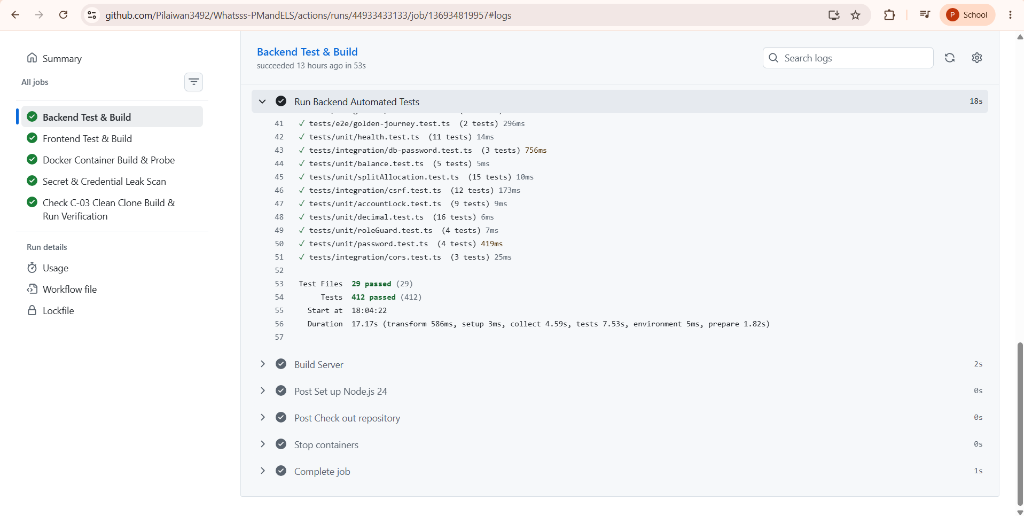 github.com/Pilaiwan3492/Whatsss-PMandELS/actions/runs/44933433133/job/136934819957#logs
P School
Summary
All jobs
Backend Test & Build
Frontend Test & Build
Docker Container Build & Probe
Secret & Credential Leak Scan
Check C-03 Clean Clone Build &
Run Verification
Run details
Usage
Workflow file
Lockfile
Backend Test & Build
succeeded 13 hours ago in 53s
Search logs
Run Backend Automated Tests 18s
41 ✓ tests/e2e/golden-journey.test.ts (2 tests) 296ms
42 ✓ tests/unit/health.test.ts (11 tests) 14ms
43 ✓ tests/integration/db-password.test.ts (3 tests) 756ms
44 ✓ tests/unit/balance.test.ts (5 tests) 5ms
45 ✓ tests/unit/splitAllocation.test.ts (15 tests) 10ms
46 ✓ tests/integration/csrf.test.ts (12 tests) 173ms
47 ✓ tests/unit/accountLock.test.ts (9 tests) 9ms
48 ✓ tests/unit/decimal.test.ts (16 tests) 6ms
49 ✓ tests/unit/roleGuard.test.ts (4 tests) 7ms
50 ✓ tests/unit/password.test.ts (4 tests) 419ms
51 ✓ tests/integration/cors.test.ts (3 tests) 25ms
52
53 Test Files 29 passed (29)
54 Tests 412 passed (412)
55 Start at 18:04:22
56 Duration 17.17s (transform 586ms, setup 3ms, collect 4.59s, tests 7.53s, environment 5ms, prepare 1.82s)
57
Build Server 2s
Post Set up Node.js 24 0s
Post Check out repository 0s
Stop containers 0s
Complete job 1s